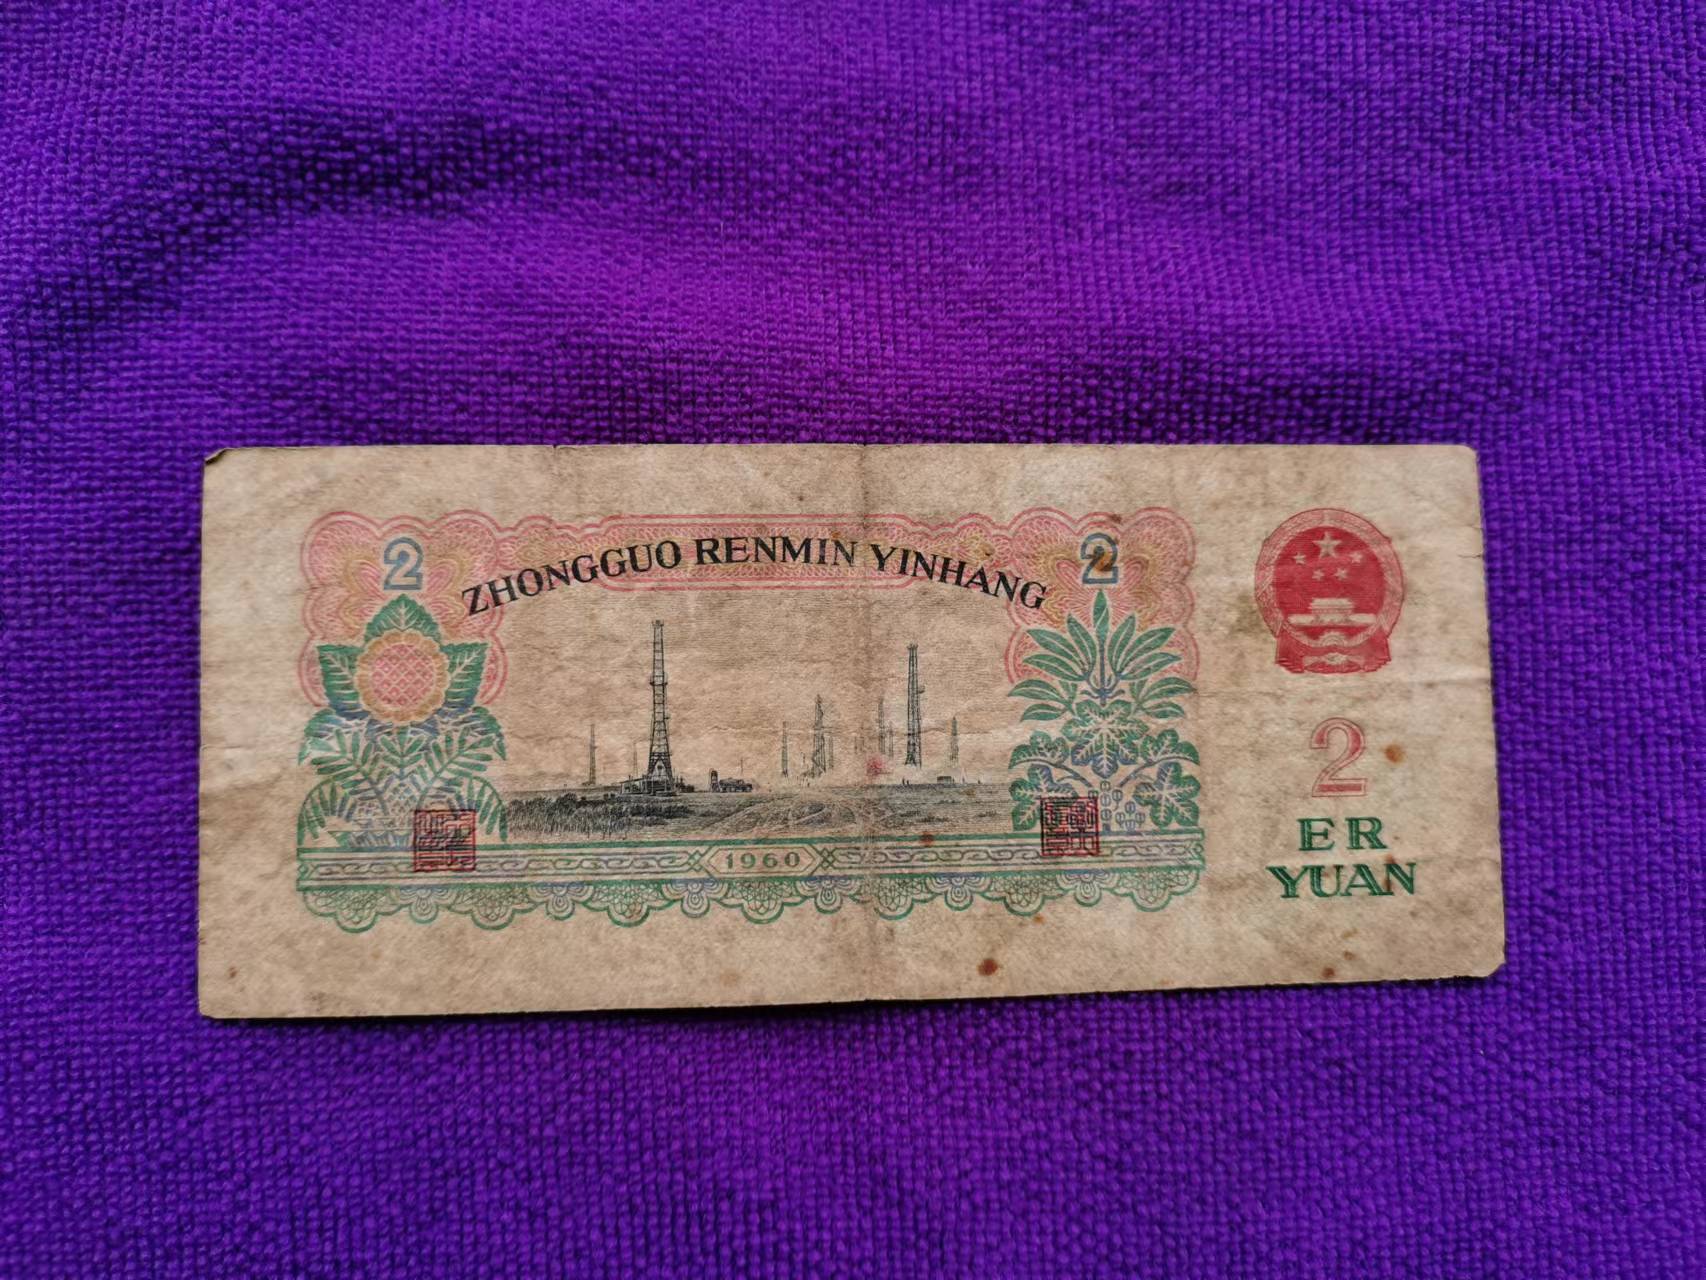 2
ZHONGGUO RENMIN YINHANG
2
1960
2
ER
YUAN